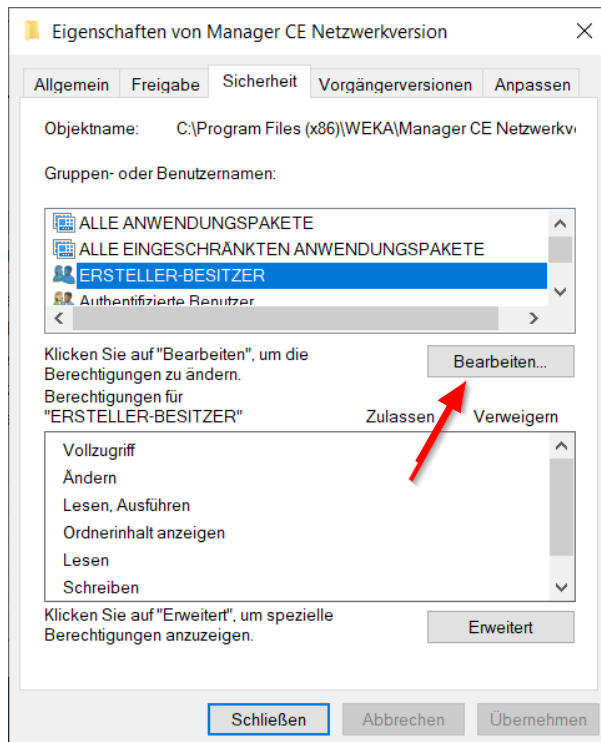 Eigenschaften von Manager CE Netzwerkversion
Allgemein Freigabe Sicherheit Vorgängerversionen Anpassen
Objektname: C:\Program Files (x86)\WEKA\Manager CE Netzwerkv
Gruppen- oder Benutzernamen:
ALLE ANWENDUNGSPAKETE
ALLE EINGESCHRÄNKTEN ANWENDUNGSPAKETE
ERSTELLER-BESITZER
Authentifizierte Benutzer
Klicken Sie auf "Bearbeiten", um die
Berechtigungen zu ändern.
Bearbeiten...
Berechtigungen für
"ERSTELLER-BESITZER" Zulassen Verweigern
Vollzugriff
Ändern
Lesen, Ausführen
Ordnerinhalt anzeigen
Lesen
Schreiben
Klicken Sie auf "Erweitert", um spezielle
Berechtigungen anzuzeigen.
Erweitert
Schließen Abbrechen Übernehmen